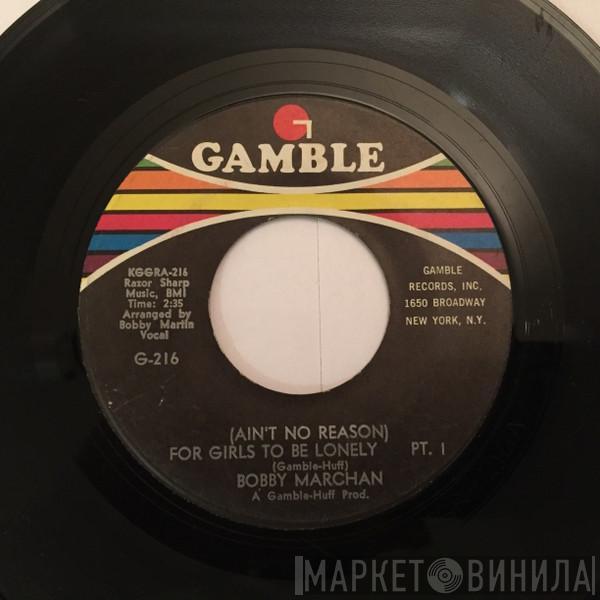 G
GAMBLE
KGGRA-216
Razor Sharp
Music, BMI
Time: 2:35
Arranged by
Bobby Martin
Vocal
G-216
GAMBLE
RECORDS, INC.
1650 BROADWAY
NEW YORK, N.Y.
(AIN'T NO REASON)
FOR GIRLS TO BE LONELY PT. 1
(Gamble-Huff)
BOBBY MARCHAN
A Gamble-Huff Prod.
МАРКЕТ ВИНИЛА